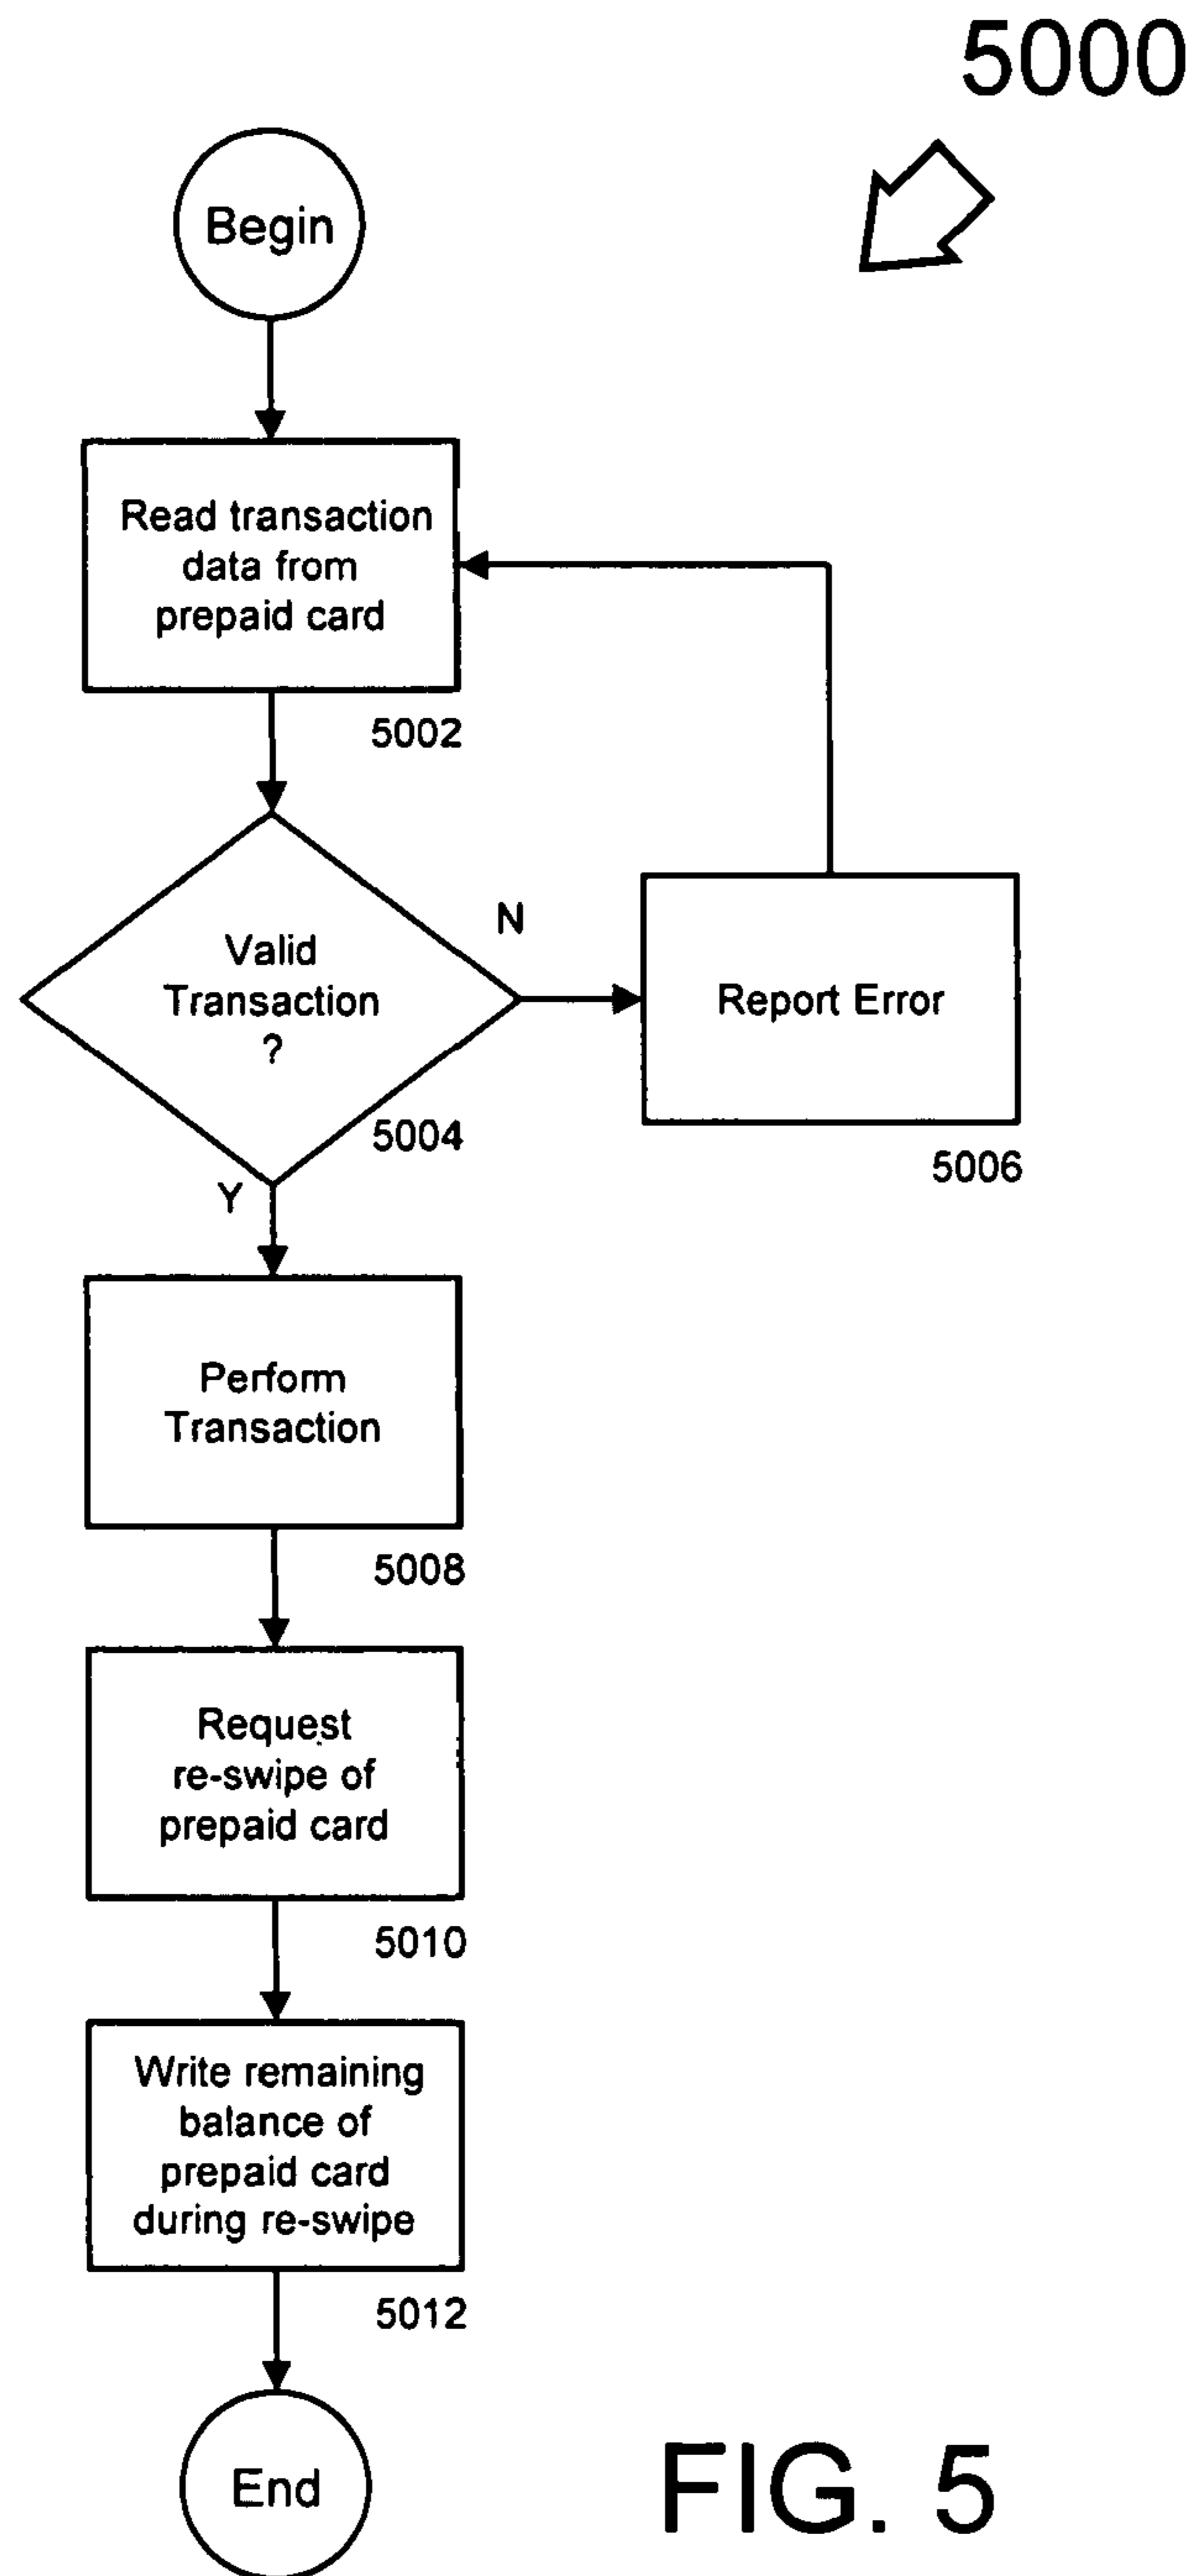 5000
Begin
Read transaction
data from
prepaid card
5002
Valid
Transaction
?
N
5004
Y
Report Error
5006
Perform
Transaction
5008
Request
re-swipe of
prepaid card
5010
Write remaining
balance of
prepaid card
during re-swipe
5012
End
FIG. 5